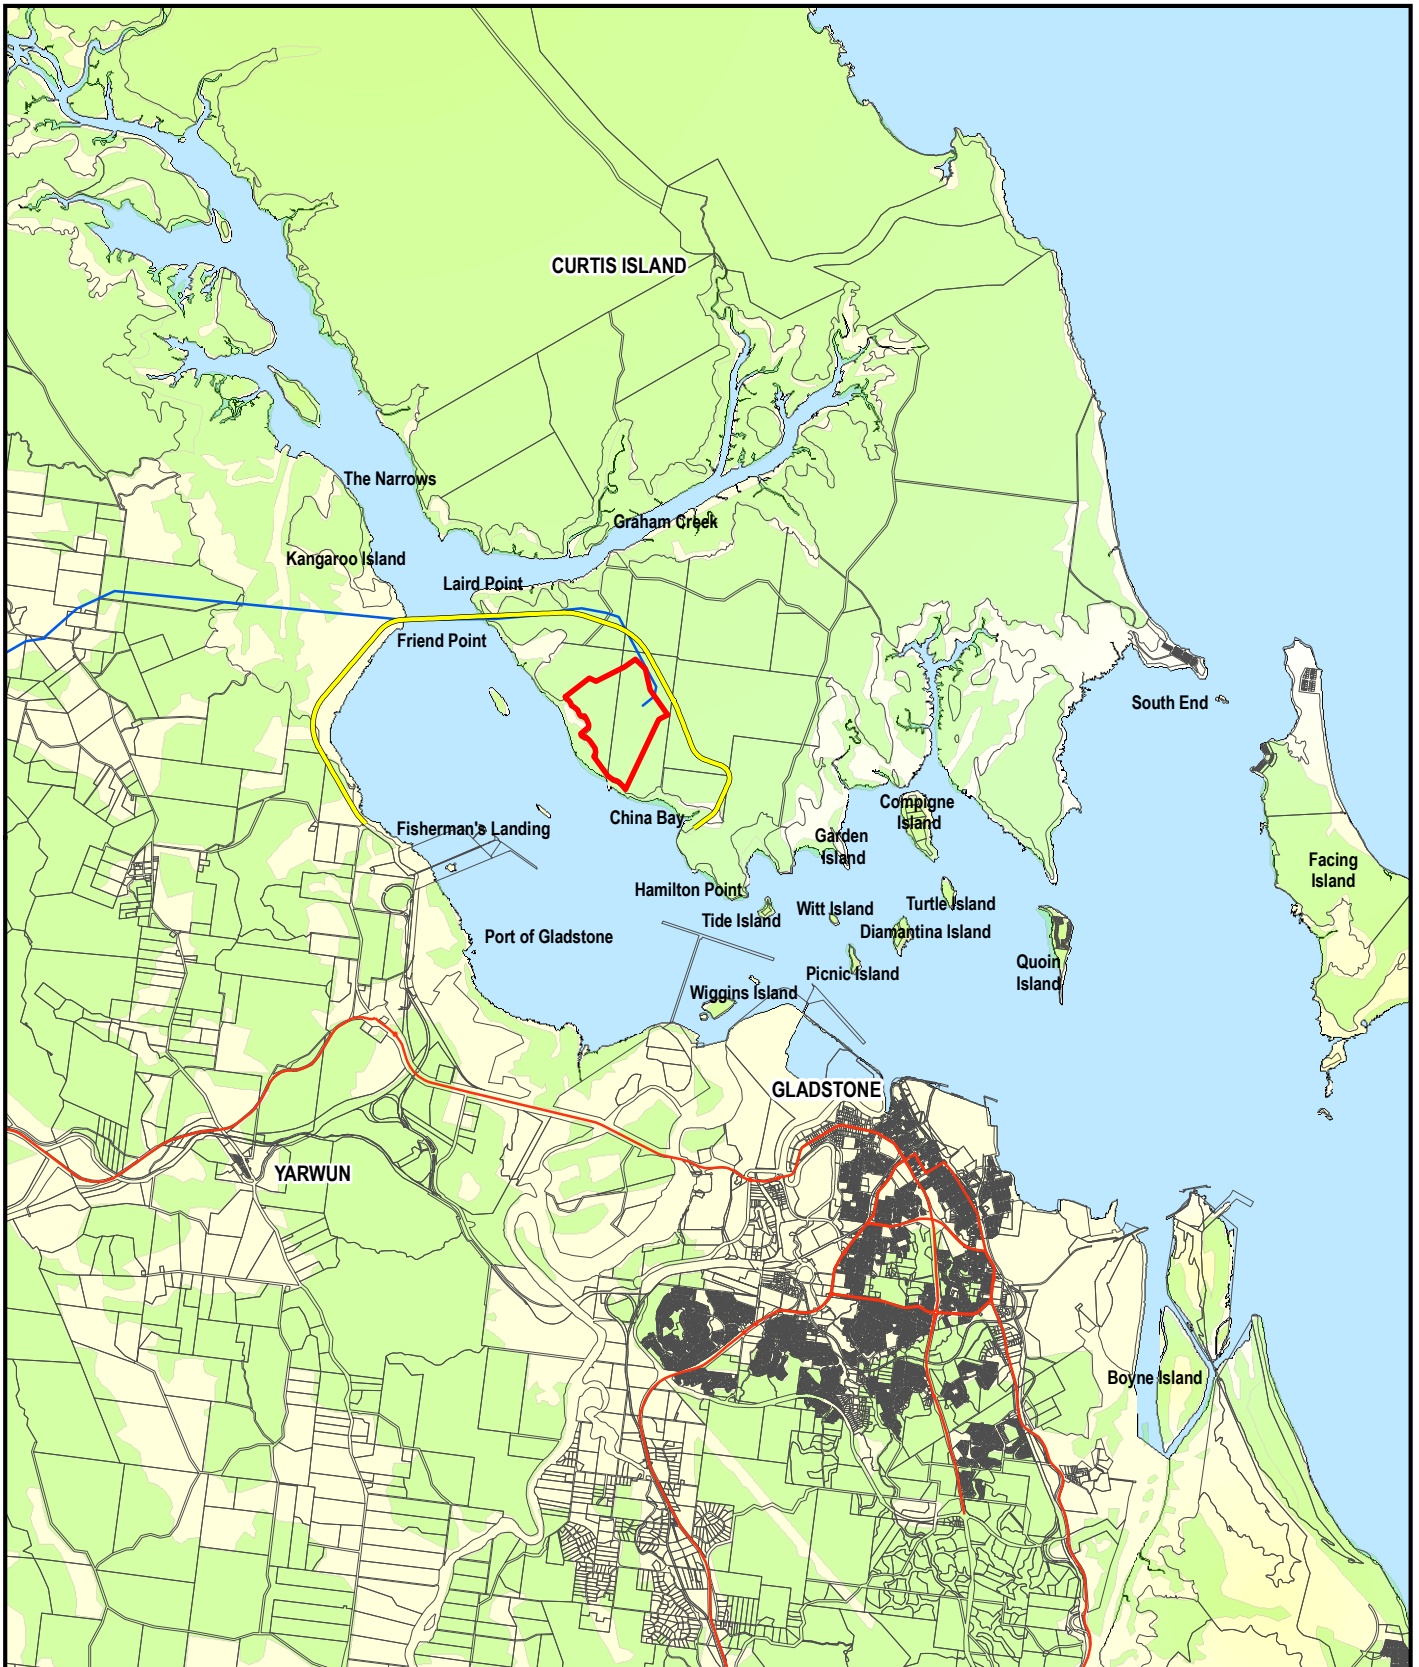 CURTIS ISLAND
The Narrows
Graham Creek
Kangaroo Island
Laird Point
Friend Point
South End
Compigne
Island
China Bay
Fisherman's Landing
Garden
Island
Facing
Island
Hamilton Point
Turtle Island
Witt Island
Tide Island
Diamantina Island
Port of Gladstone
Quoin
Island
Picnic Island
Wiggins Island
GLADSTONE
YARWUN
Boyne Island